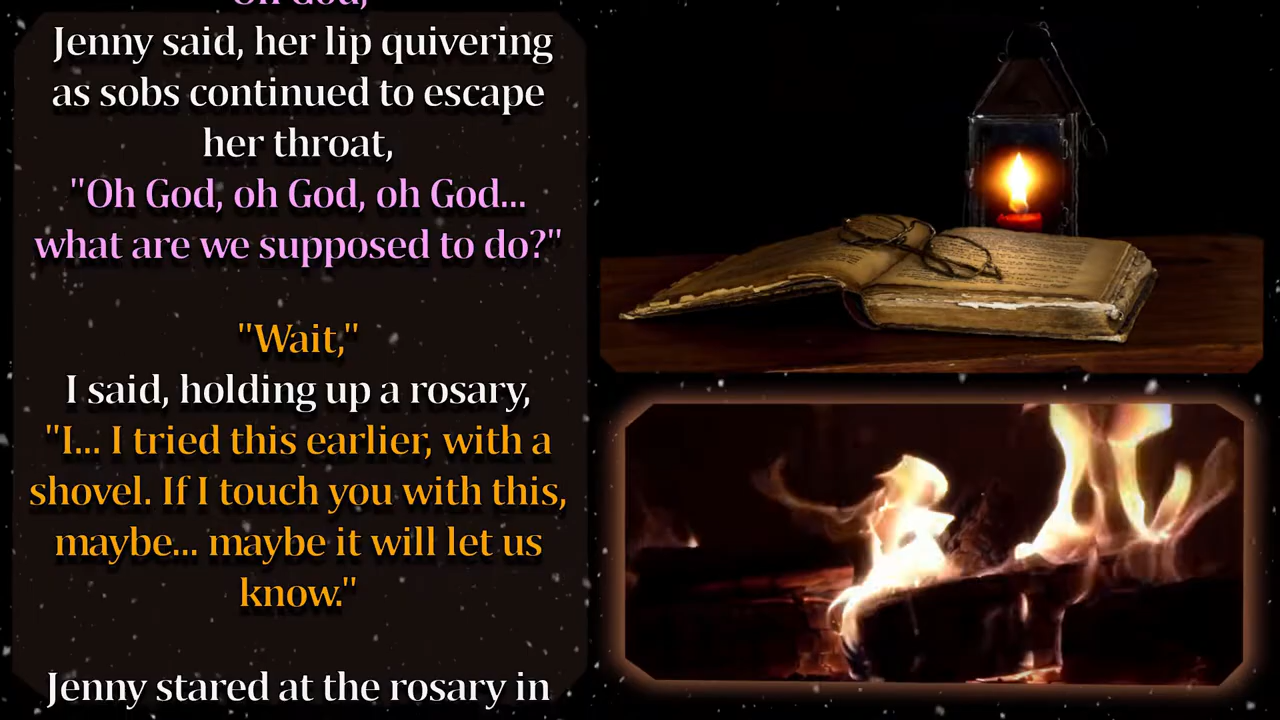 Oh God,"
Jenny said, her lip quivering
as sobs continued to escape
her throat,
"Oh God, oh God, oh God...
what are we supposed to do?"
"Wait,"
I said, holding up a rosary,
"I... I tried this earlier, with a
shovel. If I touch you with this,
maybe... maybe it will let us
know."
Jenny stared at the rosary in